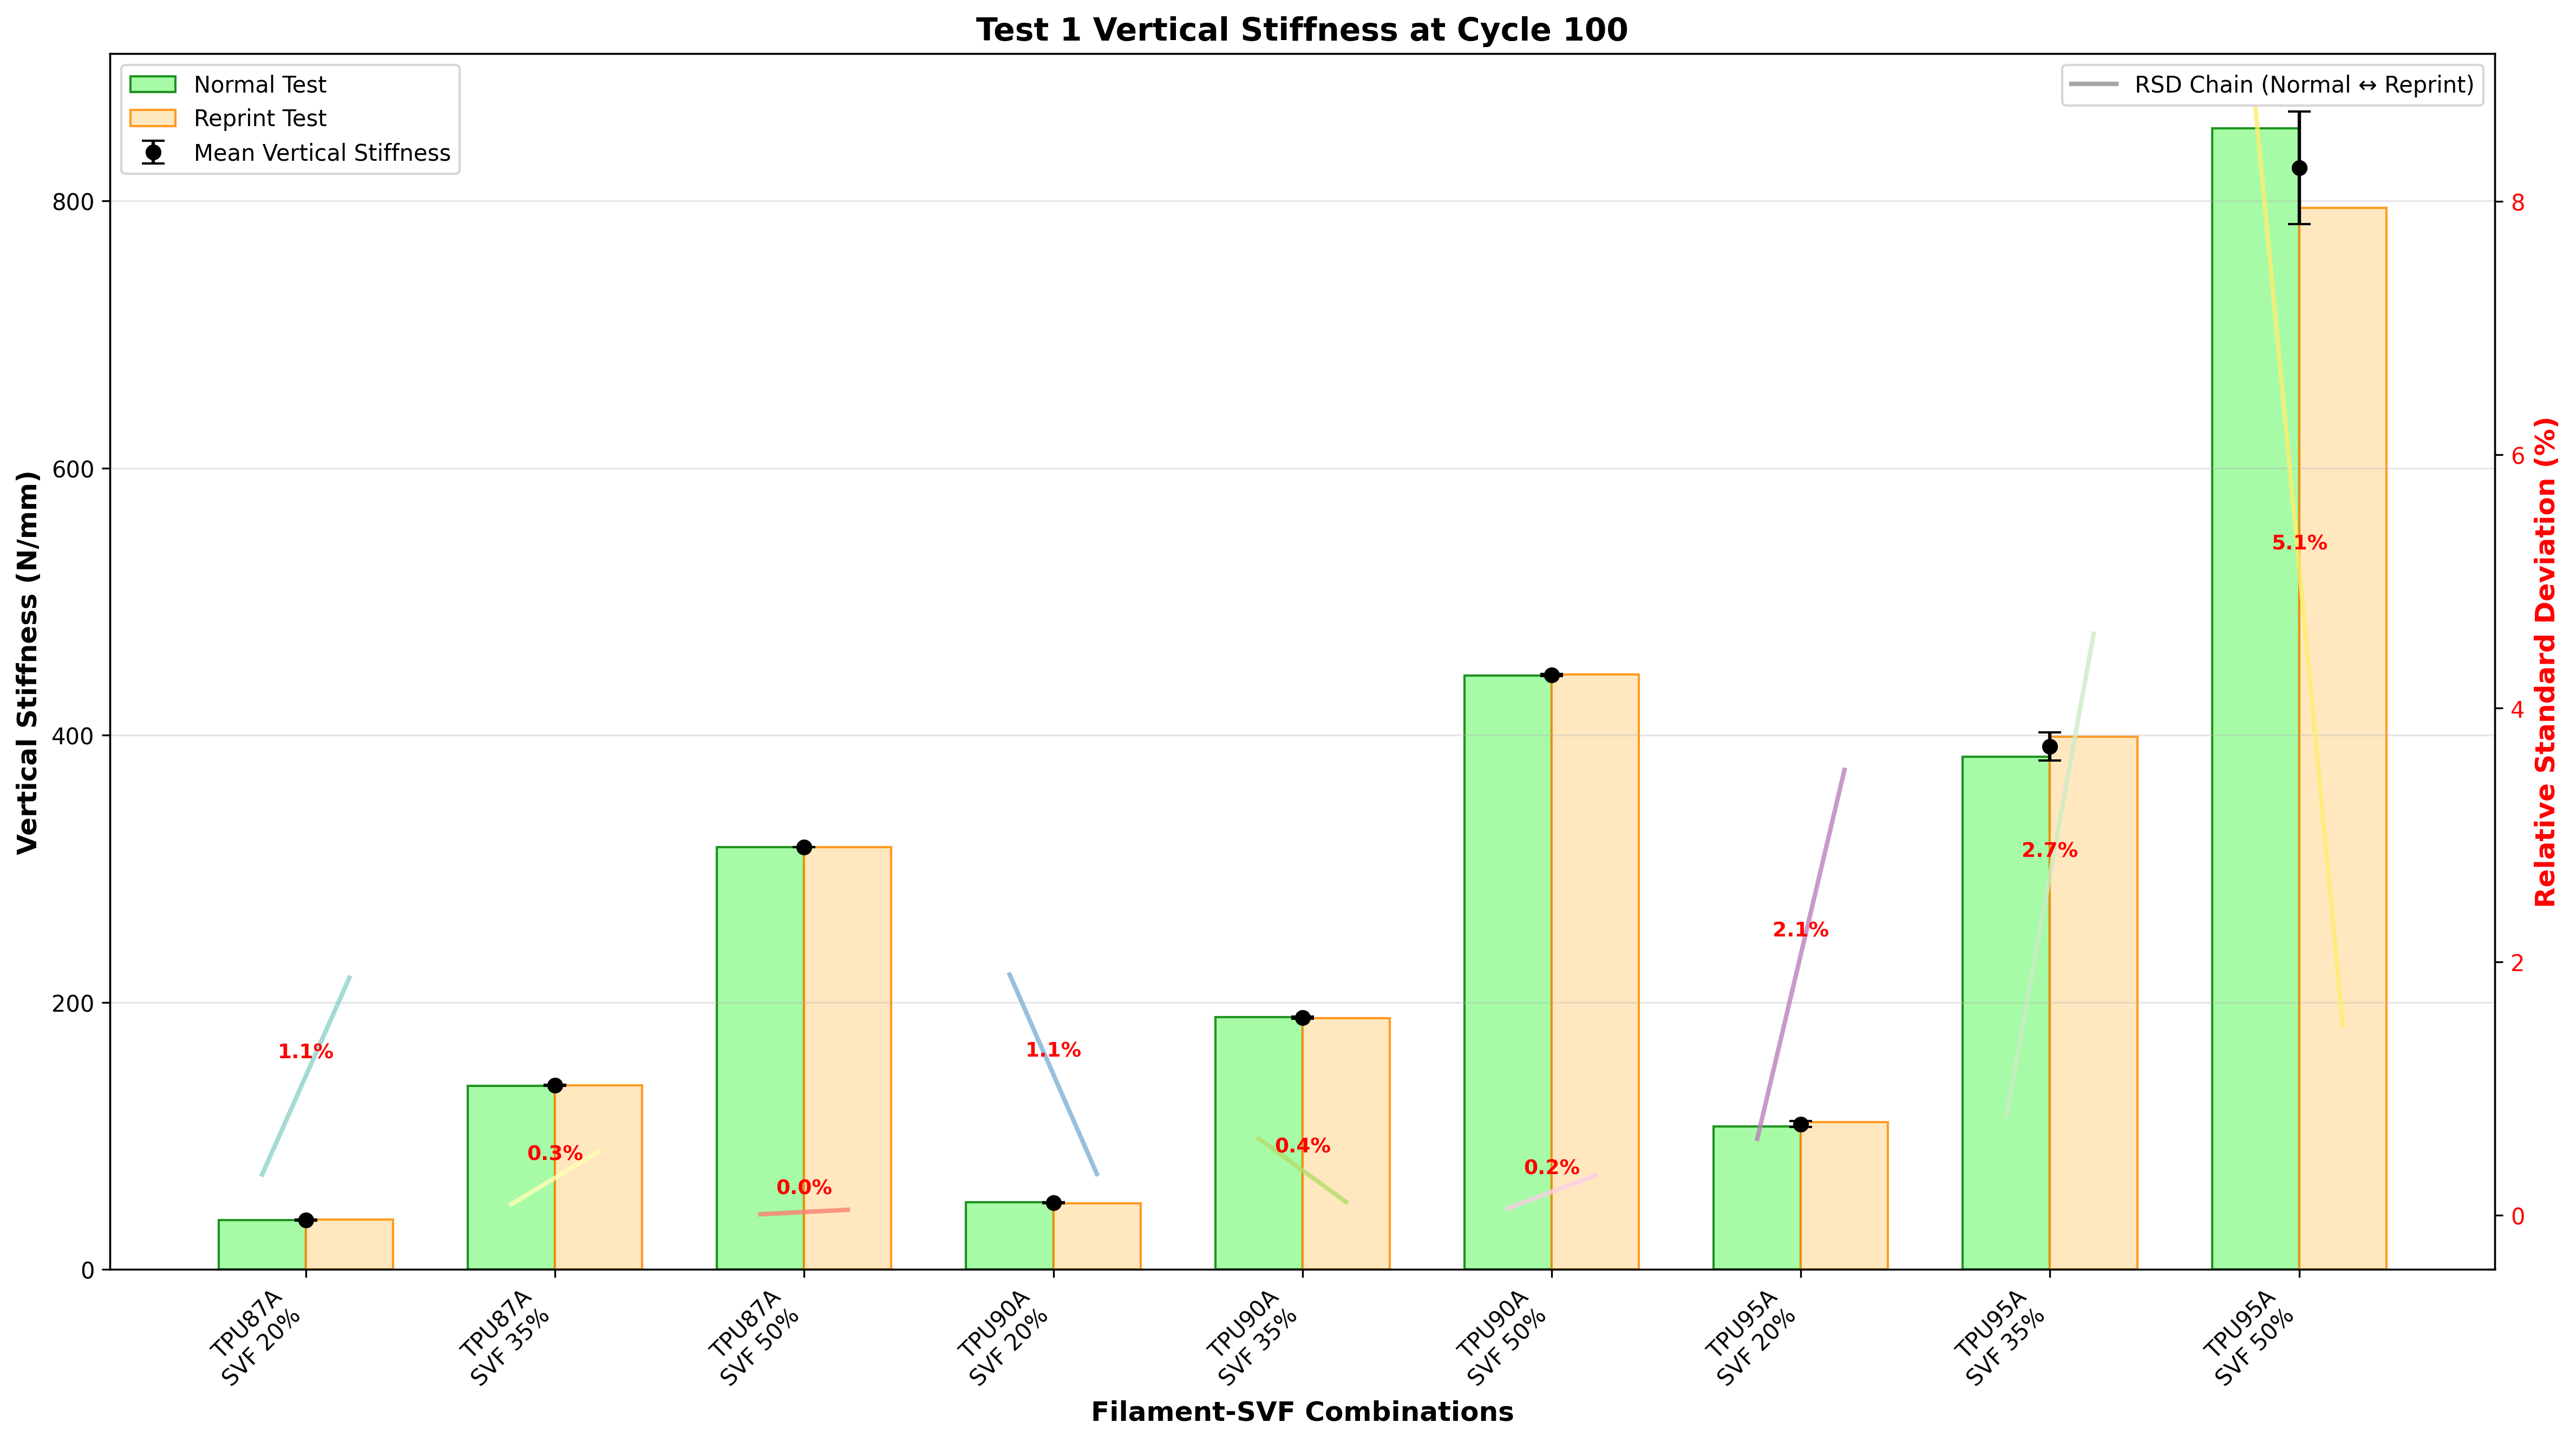 Test 1 Vertical Stiffness at Cycle 100
Normal Test
Reprint Test
Mean Vertical Stiffness
RSD Chain (Normal ↔ Reprint)
Vertical Stiffness (N/mm)
800
600
400
200
0
Relative Standard Deviation (%)
8
6
4
2
0
1.1%
0.3%
0.0%
1.1%
0.4%
0.2%
2.1%
2.7%
5.1%
TPU87A
SVF 20%
TPU87A
SVF 35%
TPU87A
SVF 50%
TPU90A
SVF 20%
TPU90A
SVF 35%
TPU90A
SVF 50%
TPU95A
SVF 20%
TPU95A
SVF 35%
TPU95A
SVF 50%
Filament-SVF Combinations